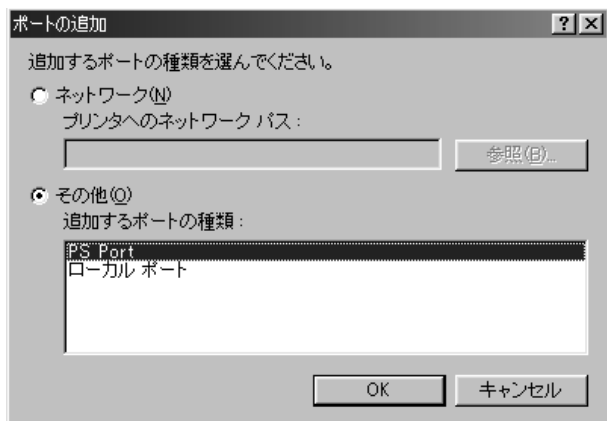 ポートの追加
追加するポートの種類を選んでください。
ネットワーク(N)
プリンタへのネットワーク パス :
参照(B)...
その他(O)
追加するポートの種類 :
PS Port
ローカル ポート
OK
キャンセル